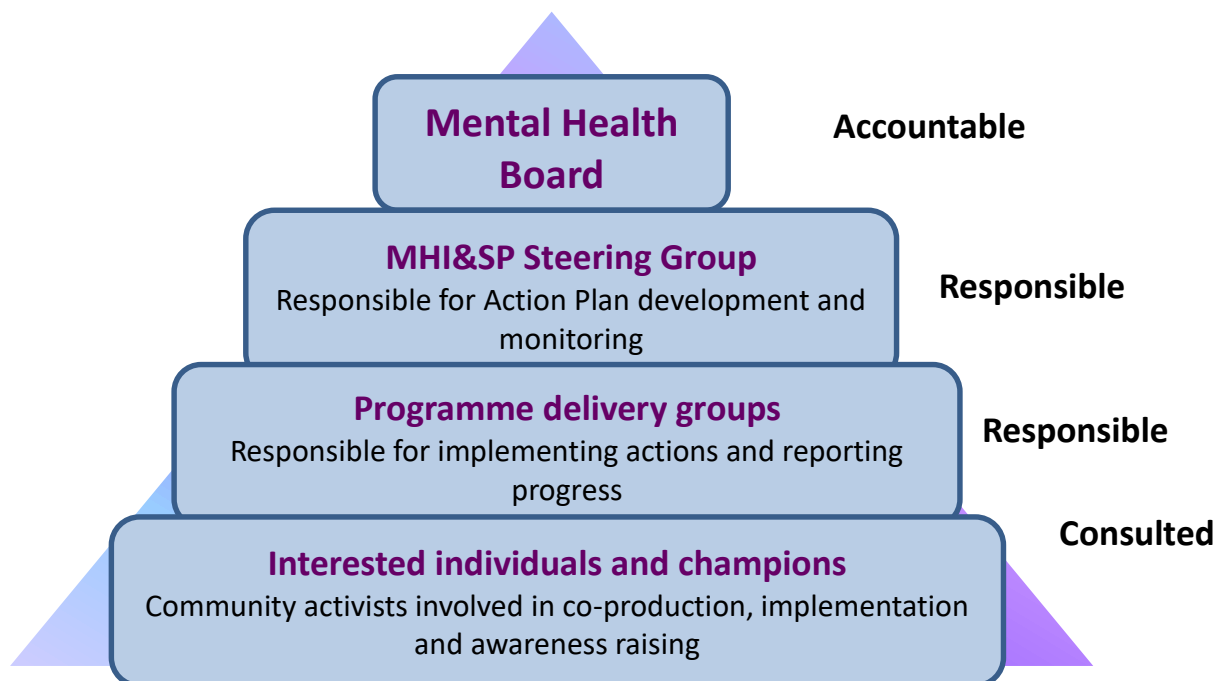 Mental Health
Board
Accountable
MHI&SP Steering Group
Responsible for Action Plan development and
monitoring
Responsible
Programme delivery groups
Responsible for implementing actions and reporting
progress
Responsible
Interested individuals and champions
Community activists involved in co-production, implementation
and awareness raising
Consulted